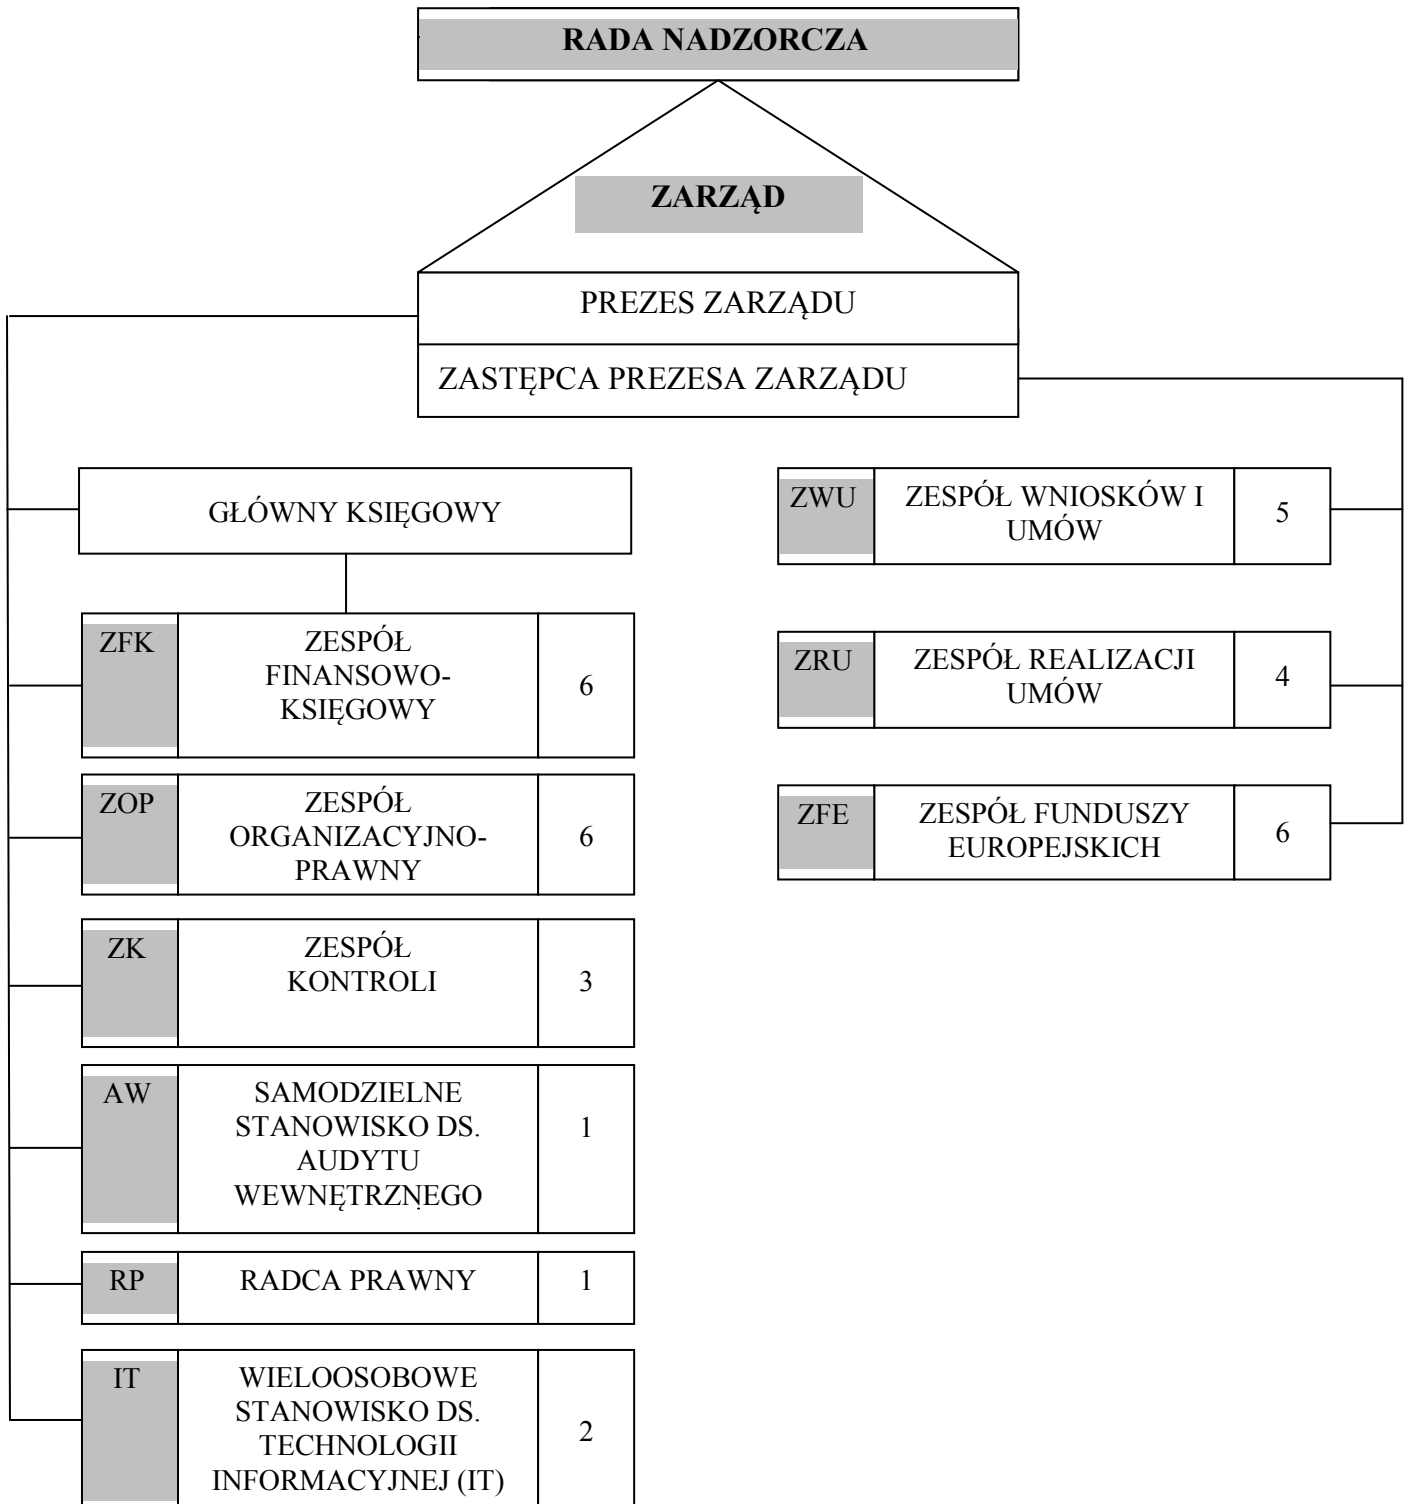 RADA NADZORCZA
ZARZĄD
PREZES ZARZĄDU
ZASTĘPCA PREZESA ZARZĄDU
GŁÓWNY KSIĘGOWY
ZFK
ZESPÓŁ
FINANSOWO-
KSIĘGOWY
6
ZOP
ZESPÓŁ
ORGANIZACYJNO-
PRAWNY
6
ZK
ZESPÓŁ
KONTROLI
3
AW
SAMODZIELNE
STANOWISKO DS.
AUDYTU
WEWNĘTRZNEGO
1
RP
RADCA PRAWNY
1
IT
WIELOOSOBOWE
STANOWISKO DS.
TECHNOLOGII
INFORMACYJNEJ (IT)
2
ZWU
ZESPÓŁ WNIOSKÓW I
UMÓW
5
ZRU
ZESPÓŁ REALIZACJI
UMÓW
4
ZFE
ZESPÓŁ FUNDUSZY
EUROPEJSKICH
6